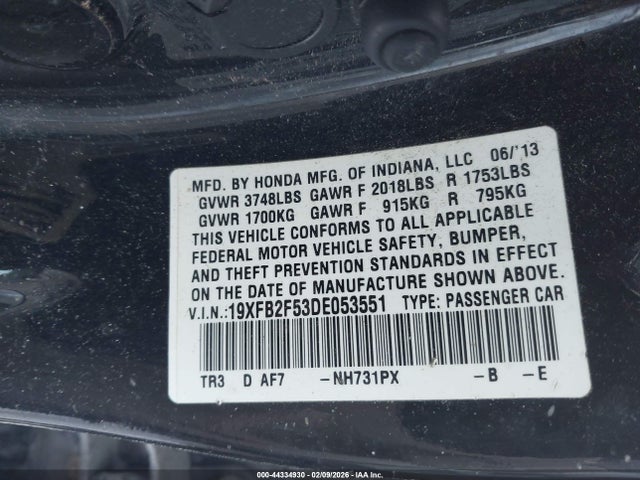 MFD. BY HONDA MFG. OF INDIANA, LLC 06/'13
GVWR 3748LBS GAWR F 2018LBS R 1753LBS
GVWR 1700KG GAWR F 915KG R 795KG
THIS VEHICLE CONFORMS TO ALL APPLICABLE
FEDERAL MOTOR VEHICLE SAFETY, BUMPER,
AND THEFT PREVENTION STANDARDS IN EFFECT
ON THE DATE OF MANUFACTURE SHOWN ABOVE.
V.I.N.:19XFB2F53DE053551 TYPE: PASSENGER CAR
TR3 D AF7 -NH731PX -B -E
000-44334930 - 02/09/2026 - IAA Inc.